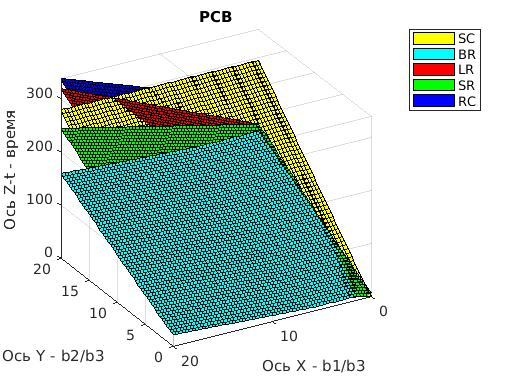 PCB
SC
BR
LR
SR
RC
Ось Z-t - время
300
200
100
0
20
15
10
5
0
Ось Y - b2/b3
20
10
0
Ось X - b1/b3